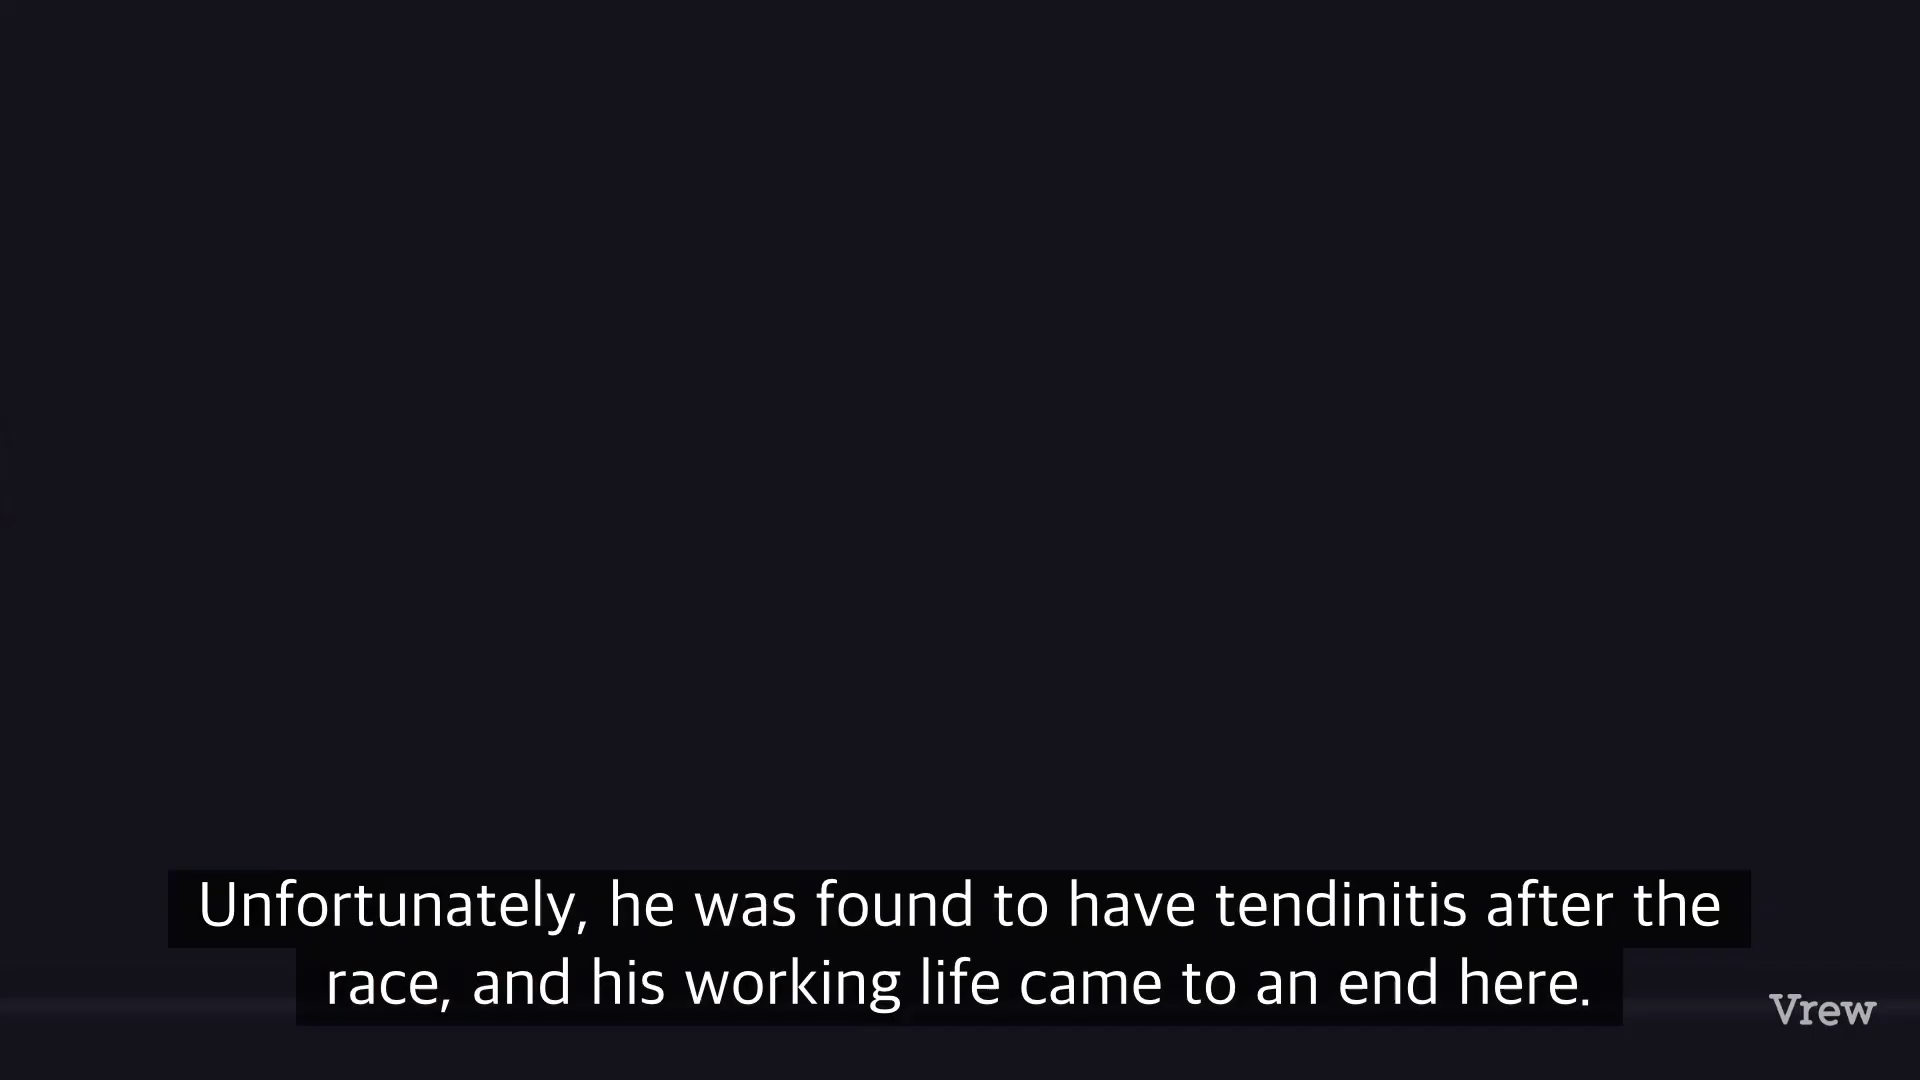 Unfortunately, he was found to have tendinitis after the
race, and his working life came to an end here.
Vrew